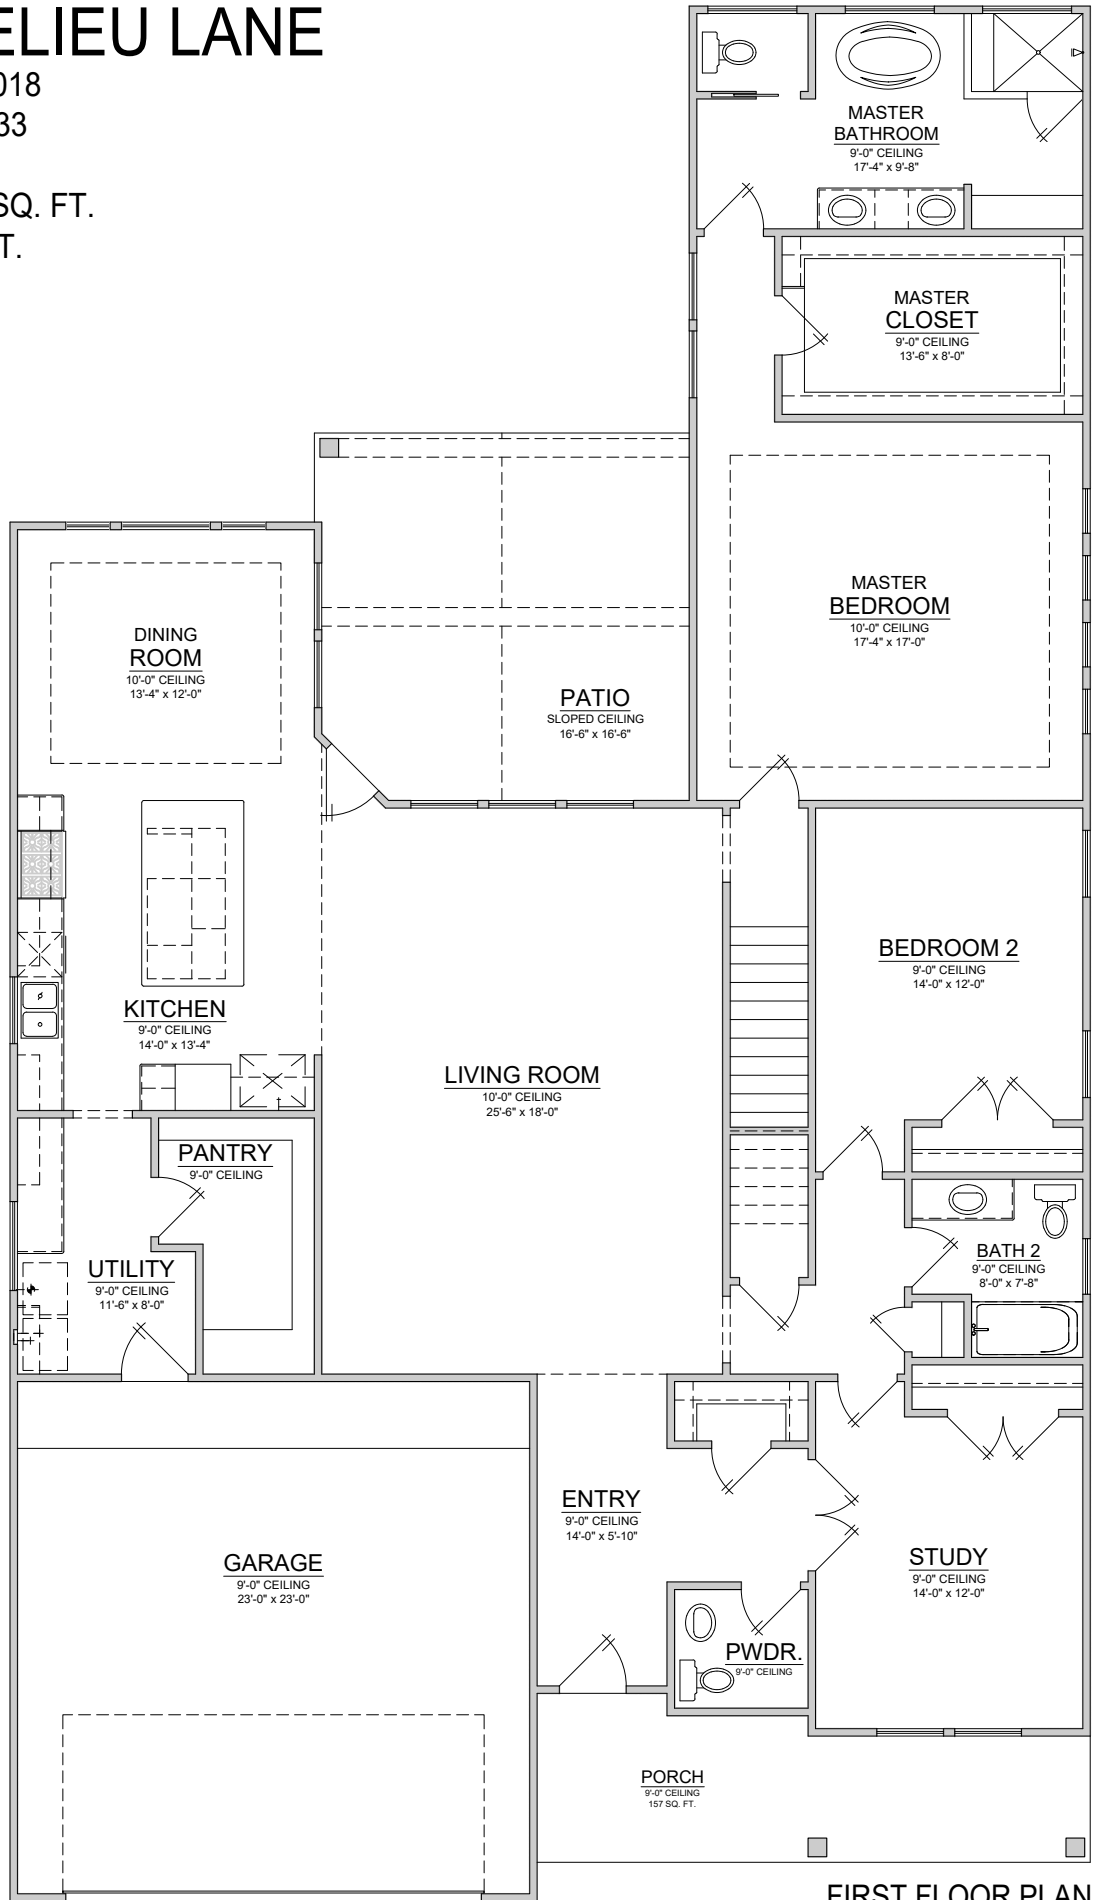 ELIEU LANE
018
33
SQ. FT.
T.
MASTER
BATHROOM
9'-0" CEILING
17'-4" x 9'-8"
MASTER
CLOSET
9'-0" CEILING
13'-6" x 8'-0"
MASTER
BEDROOM
10'-0" CEILING
17'-4" x 17'-0"
DINING
ROOM
10'-0" CEILING
13'-4" x 12'-0"
PATIO
SLOPED CEILING
16'-6" x 16'-6"
BEDROOM 2
9'-0" CEILING
14'-0" x 12'-0"
KITCHEN
9'-0" CEILING
14'-0" x 13'-4"
LIVING ROOM
10'-0" CEILING
25'-6" x 18'-0"
PANTRY
9'-0" CEILING
UTILITY
9'-0" CEILING
11'-6" x 8'-0"
BATH 2
9'-0" CEILING
8'-0" x 7'-8"
ENTRY
9'-0" CEILING
14'-0" x 5'-10"
GARAGE
9'-0" CEILING
23'-0" x 23'-0"
STUDY
9'-0" CEILING
14'-0" x 12'-0"
PWDR.
9'-0" CEILING
PORCH
9'-0" CEILING
157 SQ. FT.
FIRST FLOOR PLAN